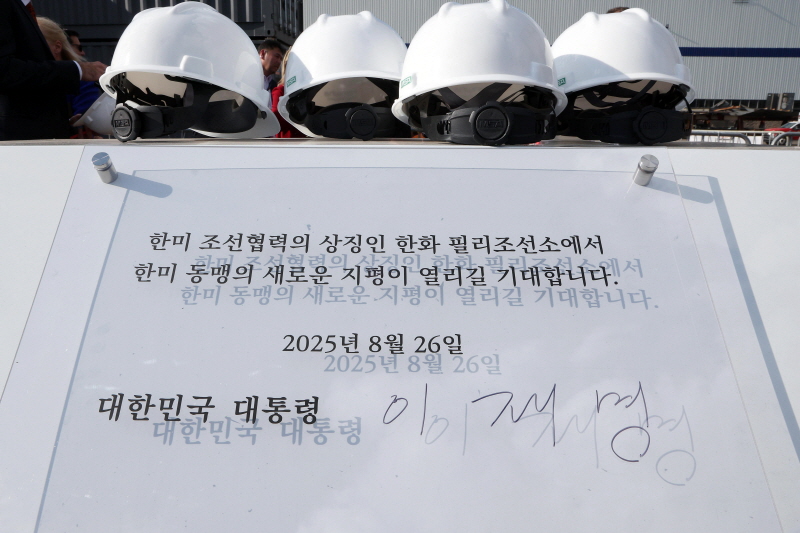 한미 조선협력의 상징인 한화 필리조선소에서
한미 동맹의 새로운 지평이 열리길 기대합니다.
2025년 8월 26일
대한민국 대통령 이재명